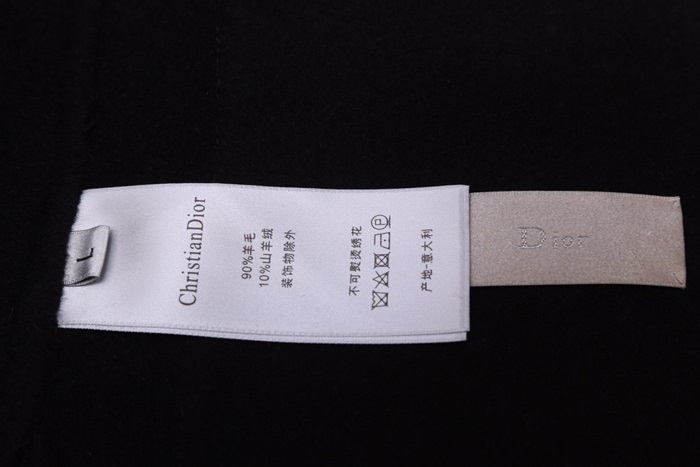 L
ChristianDior
90%羊毛
10%山羊绒
装饰物除外
不可熨烫绣花
P
产地-意大利
Dior